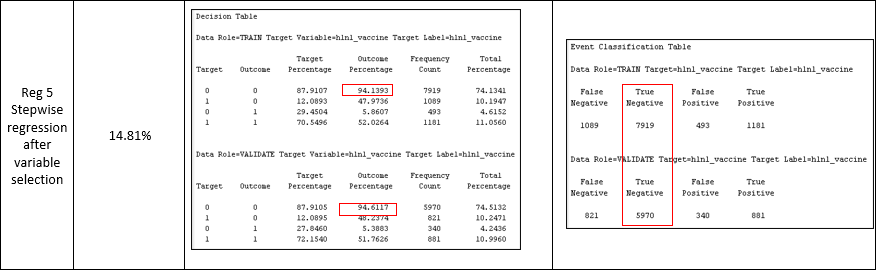 Reg 5
Stepwise
regression
after
variable
selection
14.81%
Decision Table
Data Role=TRAIN Target Variable=h1n1_vaccine Target Label=h1n1_vaccine
Target Outcome Frequency Total
Target Outcome Percentage Percentage Count Percentage
0 0 87.9107 94.1393 7919 74.1341
1 0 12.0893 47.9736 1089 10.1947
0 1 29.4504 5.8607 493 4.6152
1 1 70.5496 52.0264 1181 11.0560
Data Role=VALIDATE Target Variable=h1n1_vaccine Target Label=h1n1_vaccine
Target Outcome Frequency Total
Target Outcome Percentage Percentage Count Percentage
0 0 87.9105 94.6117 5970 74.5132
1 0 12.0895 48.2374 821 10.2471
0 1 27.8460 5.3883 340 4.2436
1 1 72.1540 51.7626 881 10.9960
Event Classification Table
Data Role=TRAIN Target=h1n1_vaccine Target Label=h1n1_vaccine
False True False True
Negative Negative Positive Positive
1089 7919 493 1181
Data Role=VALIDATE Target=h1n1_vaccine Target Label=h1n1_vaccine
False True False True
Negative Negative Positive Positive
821 5970 340 881